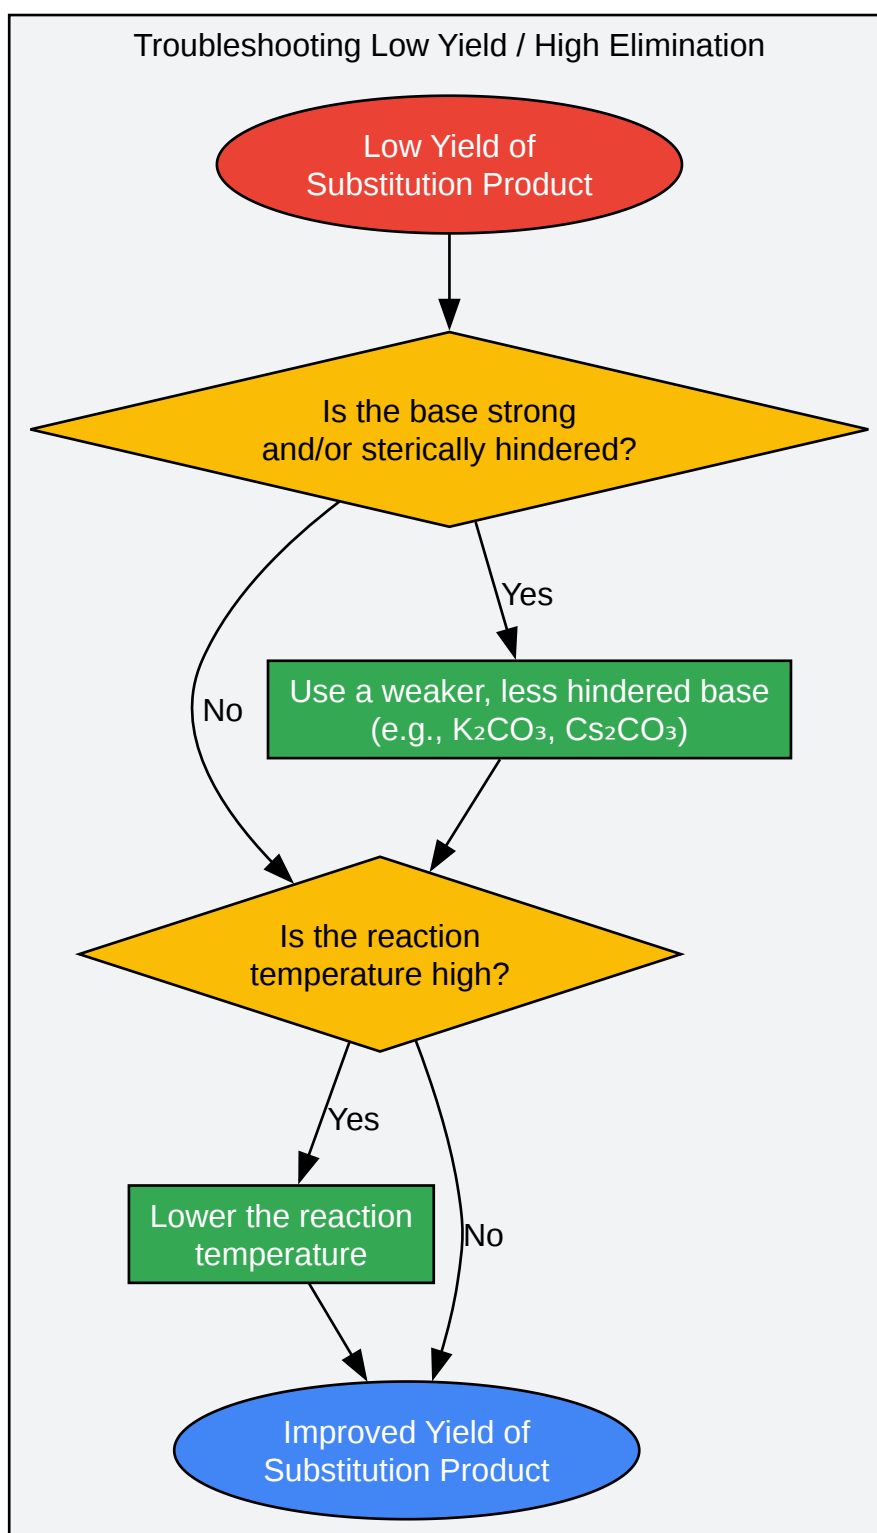 Troubleshooting Low Yield / High Elimination
Low Yield of
Substitution Product
Is the base strong
and/or sterically hindered?
Yes
No
Use a weaker, less hindered base
(e.g., K₂CO₃, Cs₂CO₃)
Is the reaction
temperature high?
Yes
Lower the reaction
temperature
No
Improved Yield of
Substitution Product